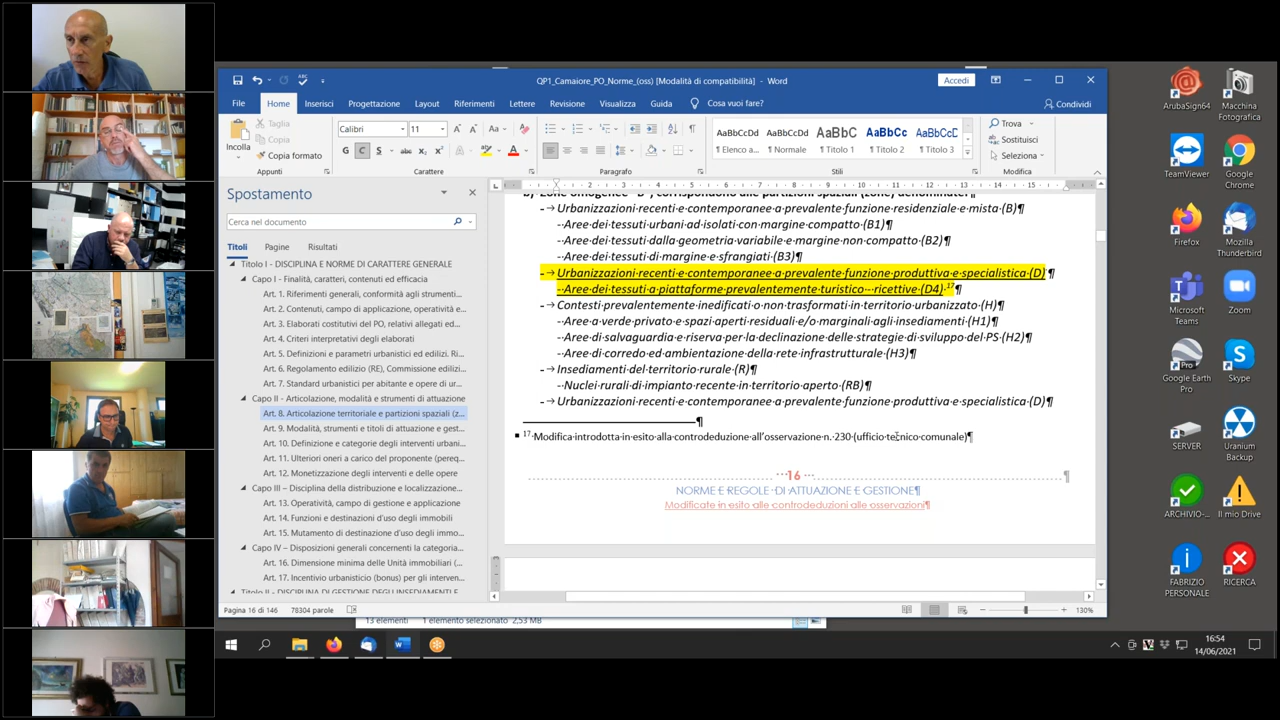 QP1_Camaiore_PO_Norme_(oss) [Modalità di compatibilità] - Word
Accedi
File Home Inserisci Progettazione Layout Riferimenti Lettere Revisione Visualizza Guida Cosa vuoi fare? Condividi
Incolla
Taglia
Copia
Copia formato
Calibri 11
G C S abc x₂ x²
Carattere
Paragrafo
AaBbCcDd AaBbCcDd AaBbC AaBbCc AaBbCcD
¶ Elenco a... ¶ Normale ¶ Titolo 1 ¶ Titolo 2 ¶ Titolo 3
Stili
Trova
Sostituisci
Seleziona
Modifica
Spostamento
Cerca nel documento
Titoli Pagine Risultati
Titolo I - DISCIPLINA E NORME DI CARATTERE GENERALE
Capo I - Finalità, caratteri, contenuti ed efficacia
Art. 1. Riferimenti generali, conformità agli strumenti...
Art. 2. Contenuti, campo di applicazione, operatività e...
Art. 3. Elaborati costitutivi del PO, relativi allegati ed...
Art. 4. Criteri interpretativi degli elaborati
Art. 5. Definizioni e parametri urbanistici ed edilizi. Ri...
Art. 6. Regolamento edilizio (RE), Commissione edilizi...
Art. 7. Standard urbanistici per abitante e opere di ur...
Capo II - Articolazione, modalità e strumenti di attuazione
Art. 8. Articolazione territoriale e partizioni spaziali (z...
Art. 9. Modalità, strumenti e titoli di attuazione e gest...
Art. 10. Definizione e categorie degli interventi urbani...
Art. 11. Ulteriori oneri a carico del proponente (pereq...
Art. 12. Monetizzazione degli interventi e delle opere
Capo III – Disciplina della distribuzione e localizzazione...
Art. 13. Operatività, campo di gestione e applicazione
Art. 14. Funzioni e destinazioni d'uso degli immobili
Art. 15. Mutamento di destinazione d'uso degli immo...
Capo IV – Disposizioni generali concernenti la categoria...
Art. 16. Dimensione minima delle Unità immobiliari (...
Art. 17. Incentivo urbanistico (bonus) per gli interven...
-→Urbanizzazioni·recenti·e·contemporanee·a·prevalente·funzione·residenziale·e·mista·(B)¶
--Aree·dei·tessuti·urbani·ad·isolati·con·margine·compatto·(B1)¶
--Aree·dei·tessuti·dalla·geometria·variabile·e·margine·non·compatto·(B2)¶
--Aree·dei·tessuti·di·margine·e·sfrangiati·(B3)¶
-→Urbanizzazioni·recenti·e·contemporanee·a·prevalente·funzione·produttiva·e·specialistica·(D)¶
--Aree·dei·tessuti·a·piattaforme·prevalentemente·turistico·-·ricettive·(D4)·17¶
-→Contesti·prevalentemente·inedificati·o·non·trasformati·in·territorio·urbanizzato·(H)¶
--Aree·a·verde·privato·e·spazi·aperti·residuali·e/o·marginali·agli·insediamenti·(H1)¶
--Aree·di·salvaguardia·e·riserva·per·la·declinazione·delle·strategie·di·sviluppo·del·PS·(H2)¶
--Aree·di·corredo·ed·ambientazione·della·rete·infrastrutturale·(H3)¶
-→Insediamenti·del·territorio·rurale·(R)¶
--Nuclei·rurali·di·impianto·recente·in·territorio·aperto·(RB)¶
-→Urbanizzazioni·recenti·e·contemporanee·a·prevalente·funzione·produttiva·e·specialistica·(D)¶
¶
17·Modifica·introdotta·in·esito·alla·controdeduzione·all'osservazione·n.·230·(ufficio·tecnico·comunale)¶
16
NORME·E·REGOLE··DI·ATTUAZIONE·E·GESTIONE¶
Modificate·in·esito·alle·controdeduzioni·alle·osservazioni¶
Pagina 16 di 146 78304 parole 130%
13 elementi 1 elemento selezionato 2,53 MB
16:54
14/06/2021
ArubaSign64
Macchina Fotografica
TeamViewer
Google Chrome
Firefox
Mozilla Thunderbird
Microsoft Teams
Zoom
Google Earth Pro
Skype
SERVER
Uranium Backup
ARCHIVIO-...
Il mio Drive
FABRIZIO PERSONALE
RICERCA